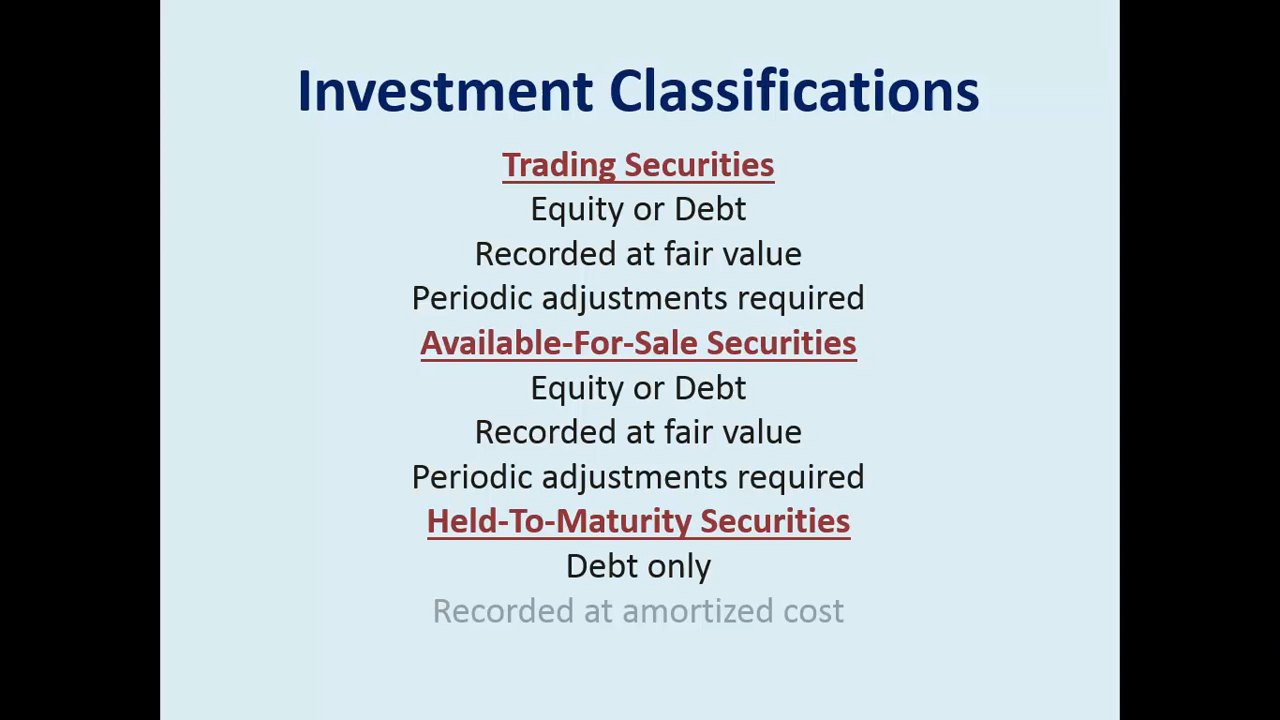 Investment Classifications
Trading Securities
Equity or Debt
Recorded at fair value
Periodic adjustments required
Available-For-Sale Securities
Equity or Debt
Recorded at fair value
Periodic adjustments required
Held-To-Maturity Securities
Debt only
Recorded at amortized cost